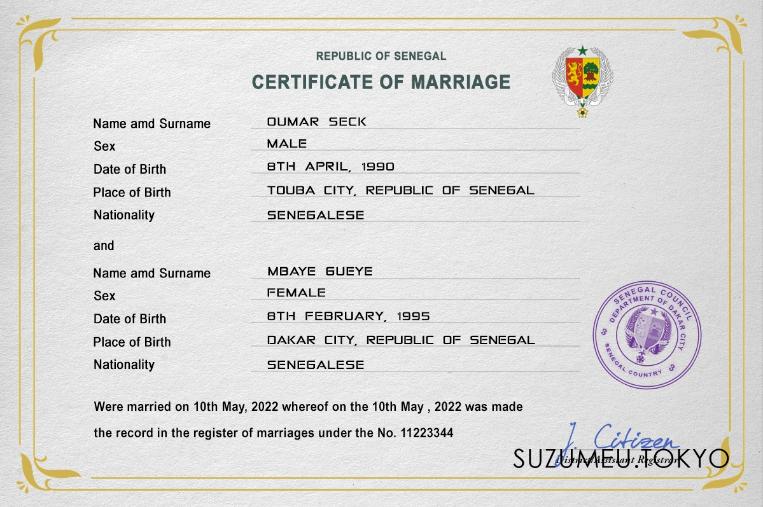 REPUBLIC OF SENEGAL
CERTIFICATE OF MARRIAGE
Name amd Surname OUMAR SECK
Sex MALE
Date of Birth 8TH APRIL, 1990
Place of Birth TOUBA CITY, REPUBLIC OF SENEGAL
Nationality SENEGALESE
and
Name amd Surname MBAYE GUEYE
Sex FEMALE
Date of Birth 8TH FEBRUARY, 1995
Place of Birth DAKAR CITY, REPUBLIC OF SENEGAL
Nationality SENEGALESE
SENEGAL COUNCIL
DEPARTMENT OF DAKAR CITY
SENEGAL COUNTRY
Were married on 10th May, 2022 whereof on the 10th May , 2022 was made
the record in the register of marriages under the No. 11223344
J. Citizen
Registrar
SUZUMEU.TOKYO